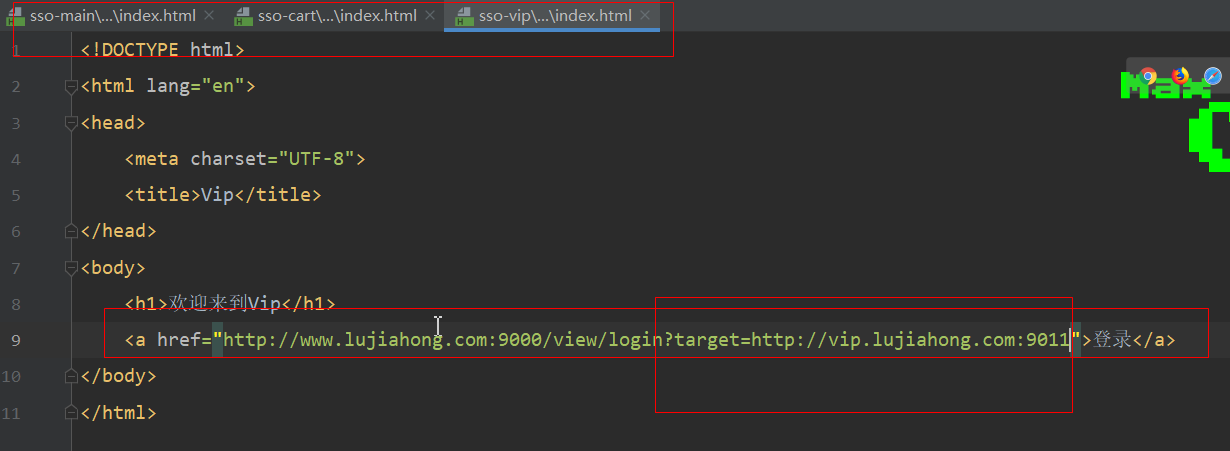 sso-main\...\index.html sso-cart\...\index.html sso-vip\...\index.html
1 <!DOCTYPE html>
2 <html lang="en">
3 <head>
4 <meta charset="UTF-8">
5 <title>Vip</title>
6 </head>
7 <body>
8 <h1>欢迎来到Vip</h1>
9 <a href="http://www.lujiahong.com:9000/view/login?target=http://vip.lujiahong.com:9011">登录</a>
10 </body>
11 </html>
Max